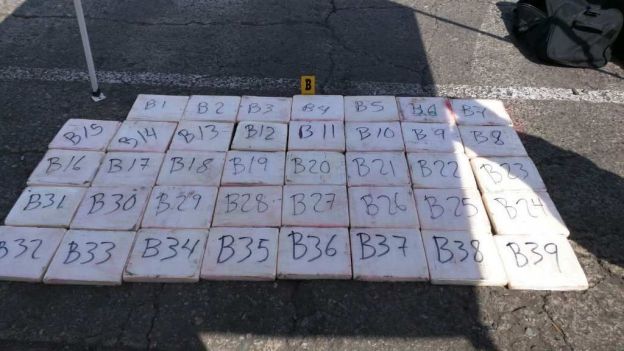 B
B1 B2 B3 B4 B5 B6 B7
B15 B14 B13 B12 B11 B10 B9 B8
B16 B17 B18 B19 B20 B21 B22 B23
B31 B30 B29 B28 B27 B26 B25 B24
B32 B33 B34 B35 B36 B37 B38 B39